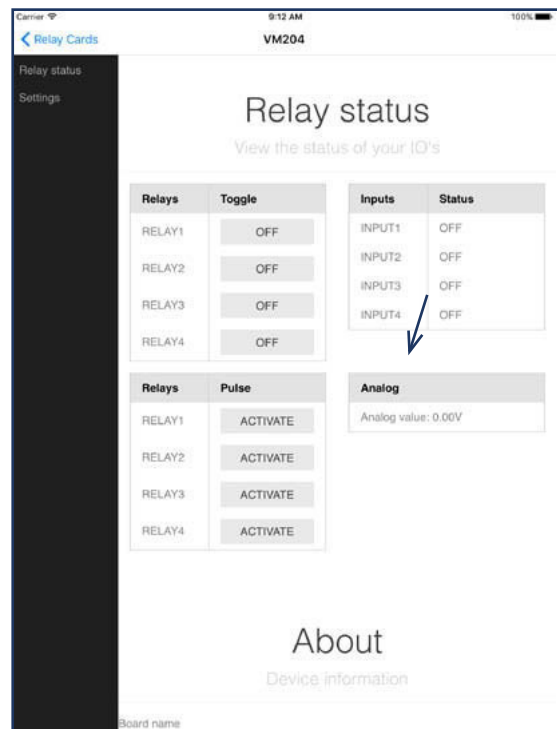 Carrier 9:12 AM 100%
Relay Cards VM204
Relay status
Settings
Relay status
View the status of your IO's
Relays Toggle
RELAY1 OFF
RELAY2 OFF
RELAY3 OFF
RELAY4 OFF
Inputs Status
INPUT1 OFF
INPUT2 OFF
INPUT3 OFF
INPUT4 OFF
Relays Pulse
RELAY1 ACTIVATE
RELAY2 ACTIVATE
RELAY3 ACTIVATE
RELAY4 ACTIVATE
Analog
Analog value: 0.00V
About
Device information
Board name